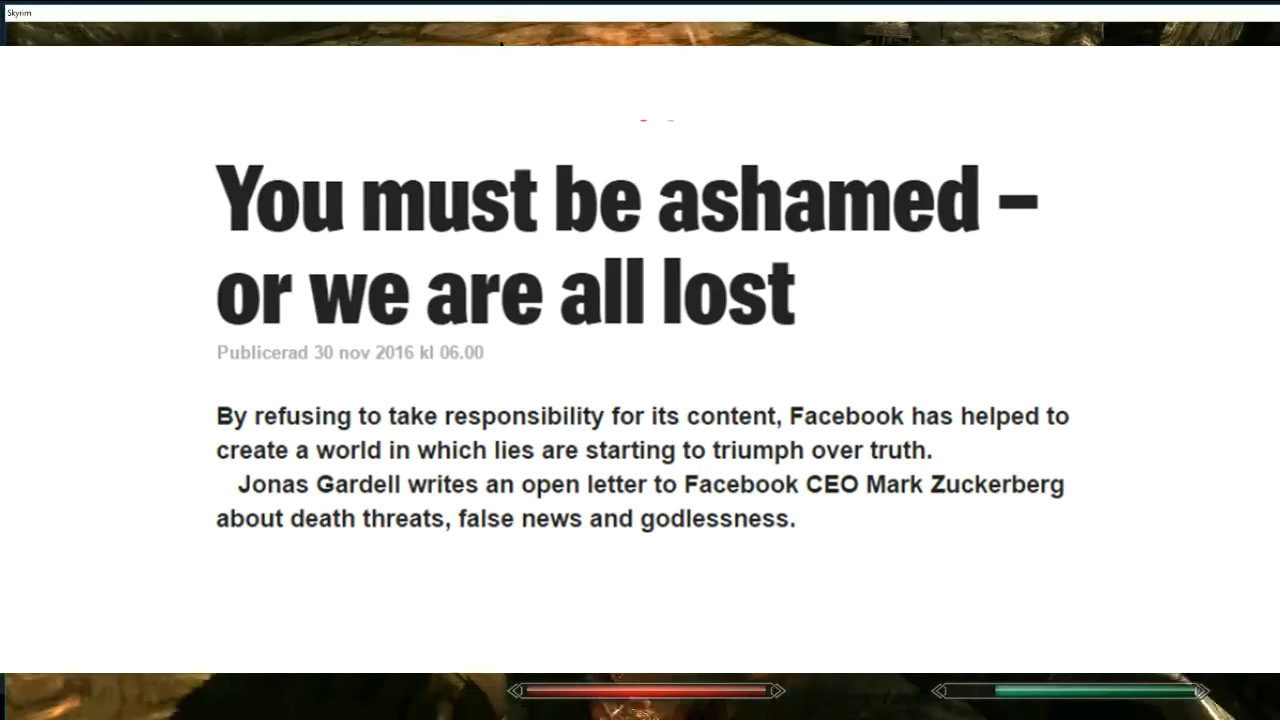 Skyrim
You must be ashamed –
or we are all lost
Publicerad 30 nov 2016 kl 06.00
By refusing to take responsibility for its content, Facebook has helped to
create a world in which lies are starting to triumph over truth.
Jonas Gardell writes an open letter to Facebook CEO Mark Zuckerberg
about death threats, false news and godlessness.